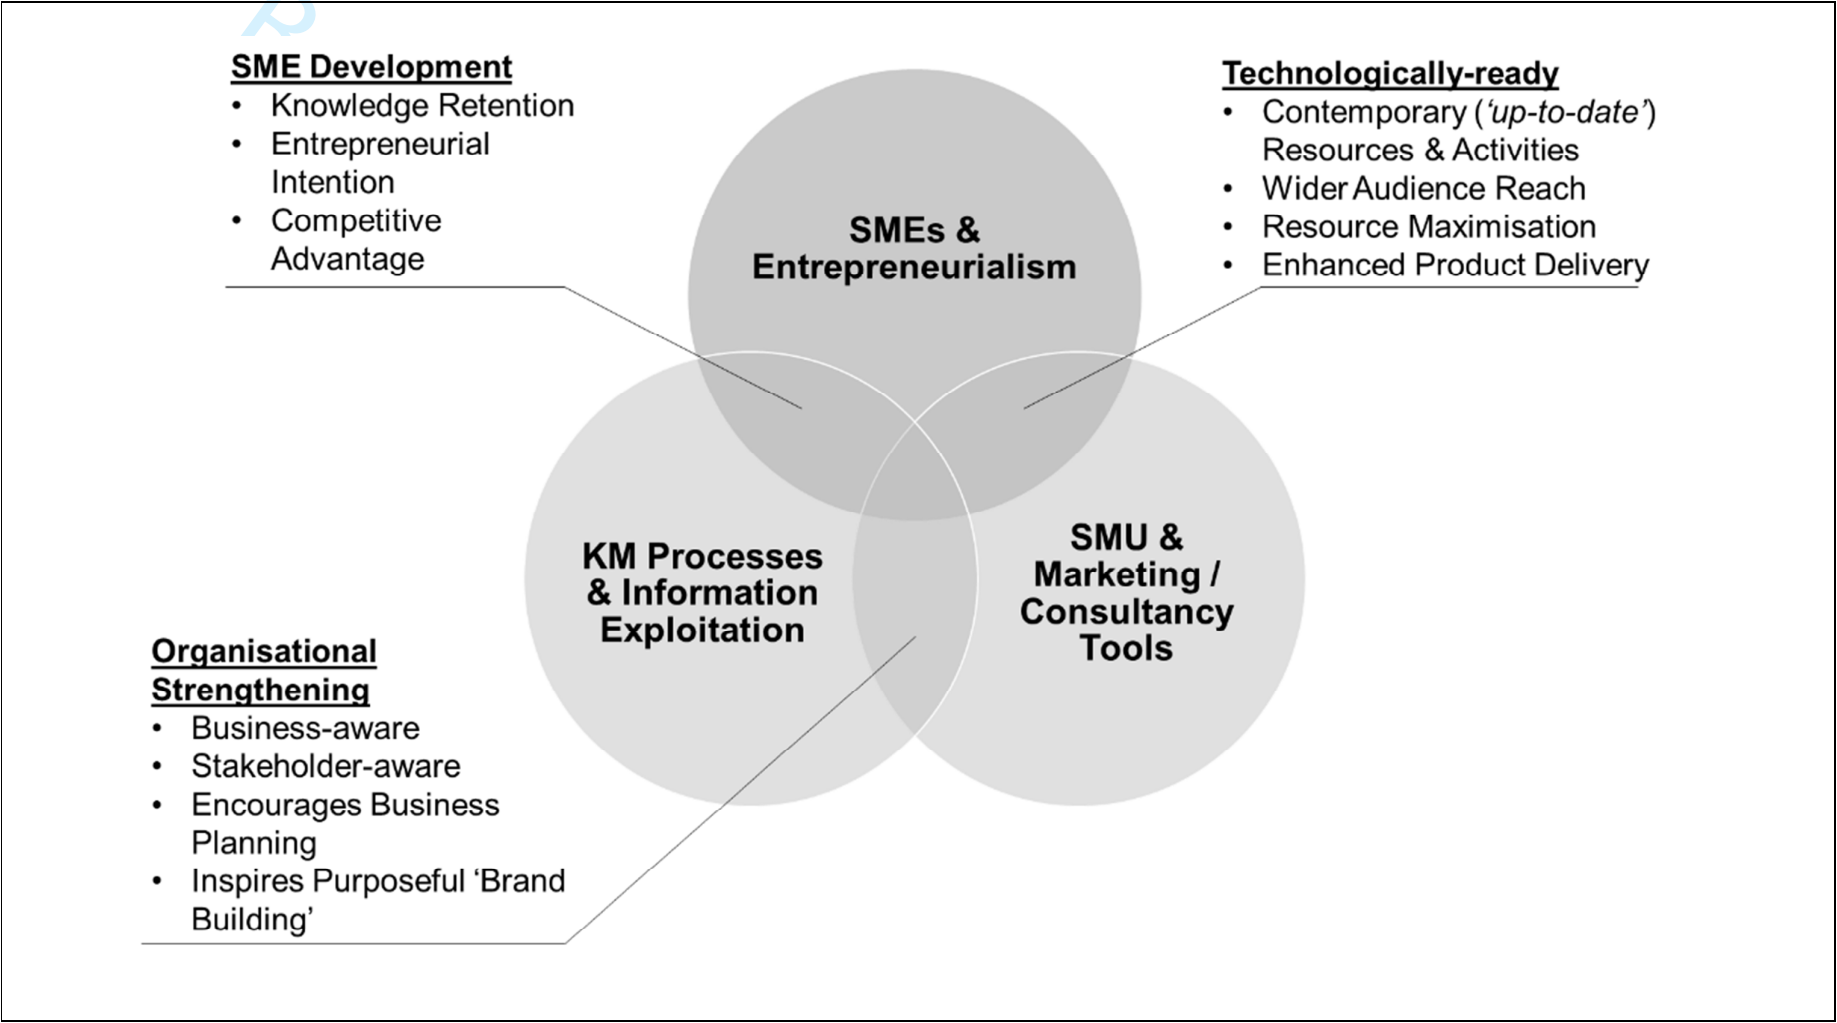 SME Development
• Knowledge Retention
• Entrepreneurial
Intention
• Competitive
Advantage
Technologically-ready
• Contemporary (‘up-to-date’)
Resources & Activities
• Wider Audience Reach
• Resource Maximisation
• Enhanced Product Delivery
SMEs &
Entrepreneurialism
KM Processes
& Information
Exploitation
SMU &
Marketing /
Consultancy
Tools
Organisational
Strengthening
• Business-aware
• Stakeholder-aware
• Encourages Business
Planning
• Inspires Purposeful ‘Brand
Building’